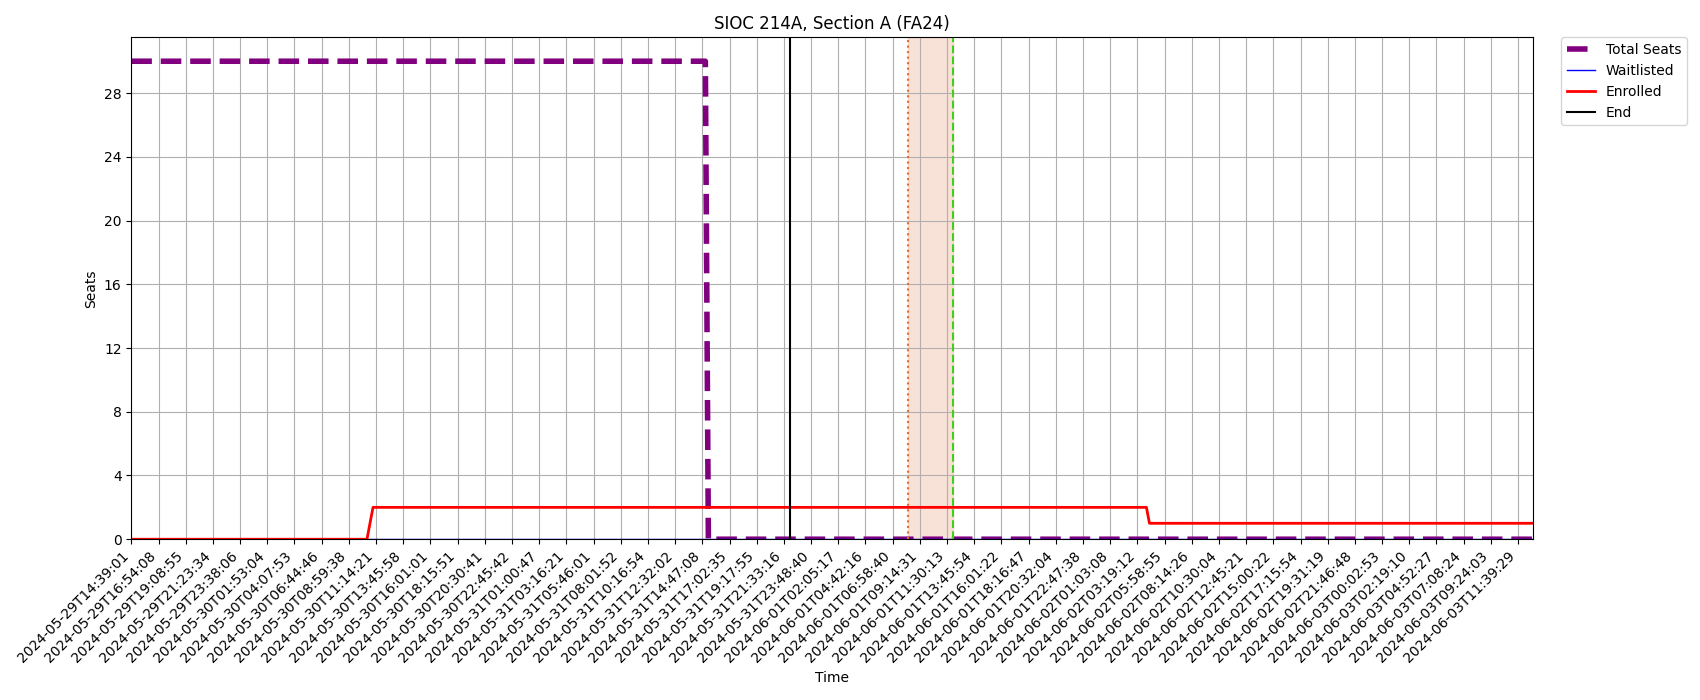 SIOC 214A, Section A (FA24)
Total Seats
Waitlisted
Enrolled
End
Seats
28
24
20
16
12
8
4
0
2024-05-29T14:39:01
2024-05-29T16:54:08
2024-05-29T19:08:55
2024-05-29T21:23:34
2024-05-29T23:38:06
2024-05-30T01:53:04
2024-05-30T04:07:53
2024-05-30T06:44:46
2024-05-30T08:59:38
2024-05-30T11:14:21
2024-05-30T13:45:58
2024-05-30T16:01:01
2024-05-30T18:15:51
2024-05-30T20:30:41
2024-05-30T22:45:42
2024-05-31T01:00:47
2024-05-31T03:16:21
2024-05-31T05:46:01
2024-05-31T08:01:52
2024-05-31T10:16:54
2024-05-31T12:32:02
2024-05-31T14:47:08
2024-05-31T17:02:35
2024-05-31T19:17:55
2024-05-31T21:33:16
2024-05-31T23:48:40
2024-06-01T02:05:17
2024-06-01T04:42:16
2024-06-01T06:58:40
2024-06-01T09:14:31
2024-06-01T11:30:13
2024-06-01T13:45:54
2024-06-01T16:01:22
2024-06-01T18:16:47
2024-06-01T20:32:04
2024-06-01T22:47:38
2024-06-02T01:03:08
2024-06-02T03:19:12
2024-06-02T05:58:55
2024-06-02T08:14:26
2024-06-02T10:30:04
2024-06-02T12:45:21
2024-06-02T15:00:22
2024-06-02T17:15:54
2024-06-02T19:31:19
2024-06-02T21:46:48
2024-06-03T00:02:53
2024-06-03T02:19:10
2024-06-03T04:52:27
2024-06-03T07:08:24
2024-06-03T09:24:03
2024-06-03T11:39:29
Time